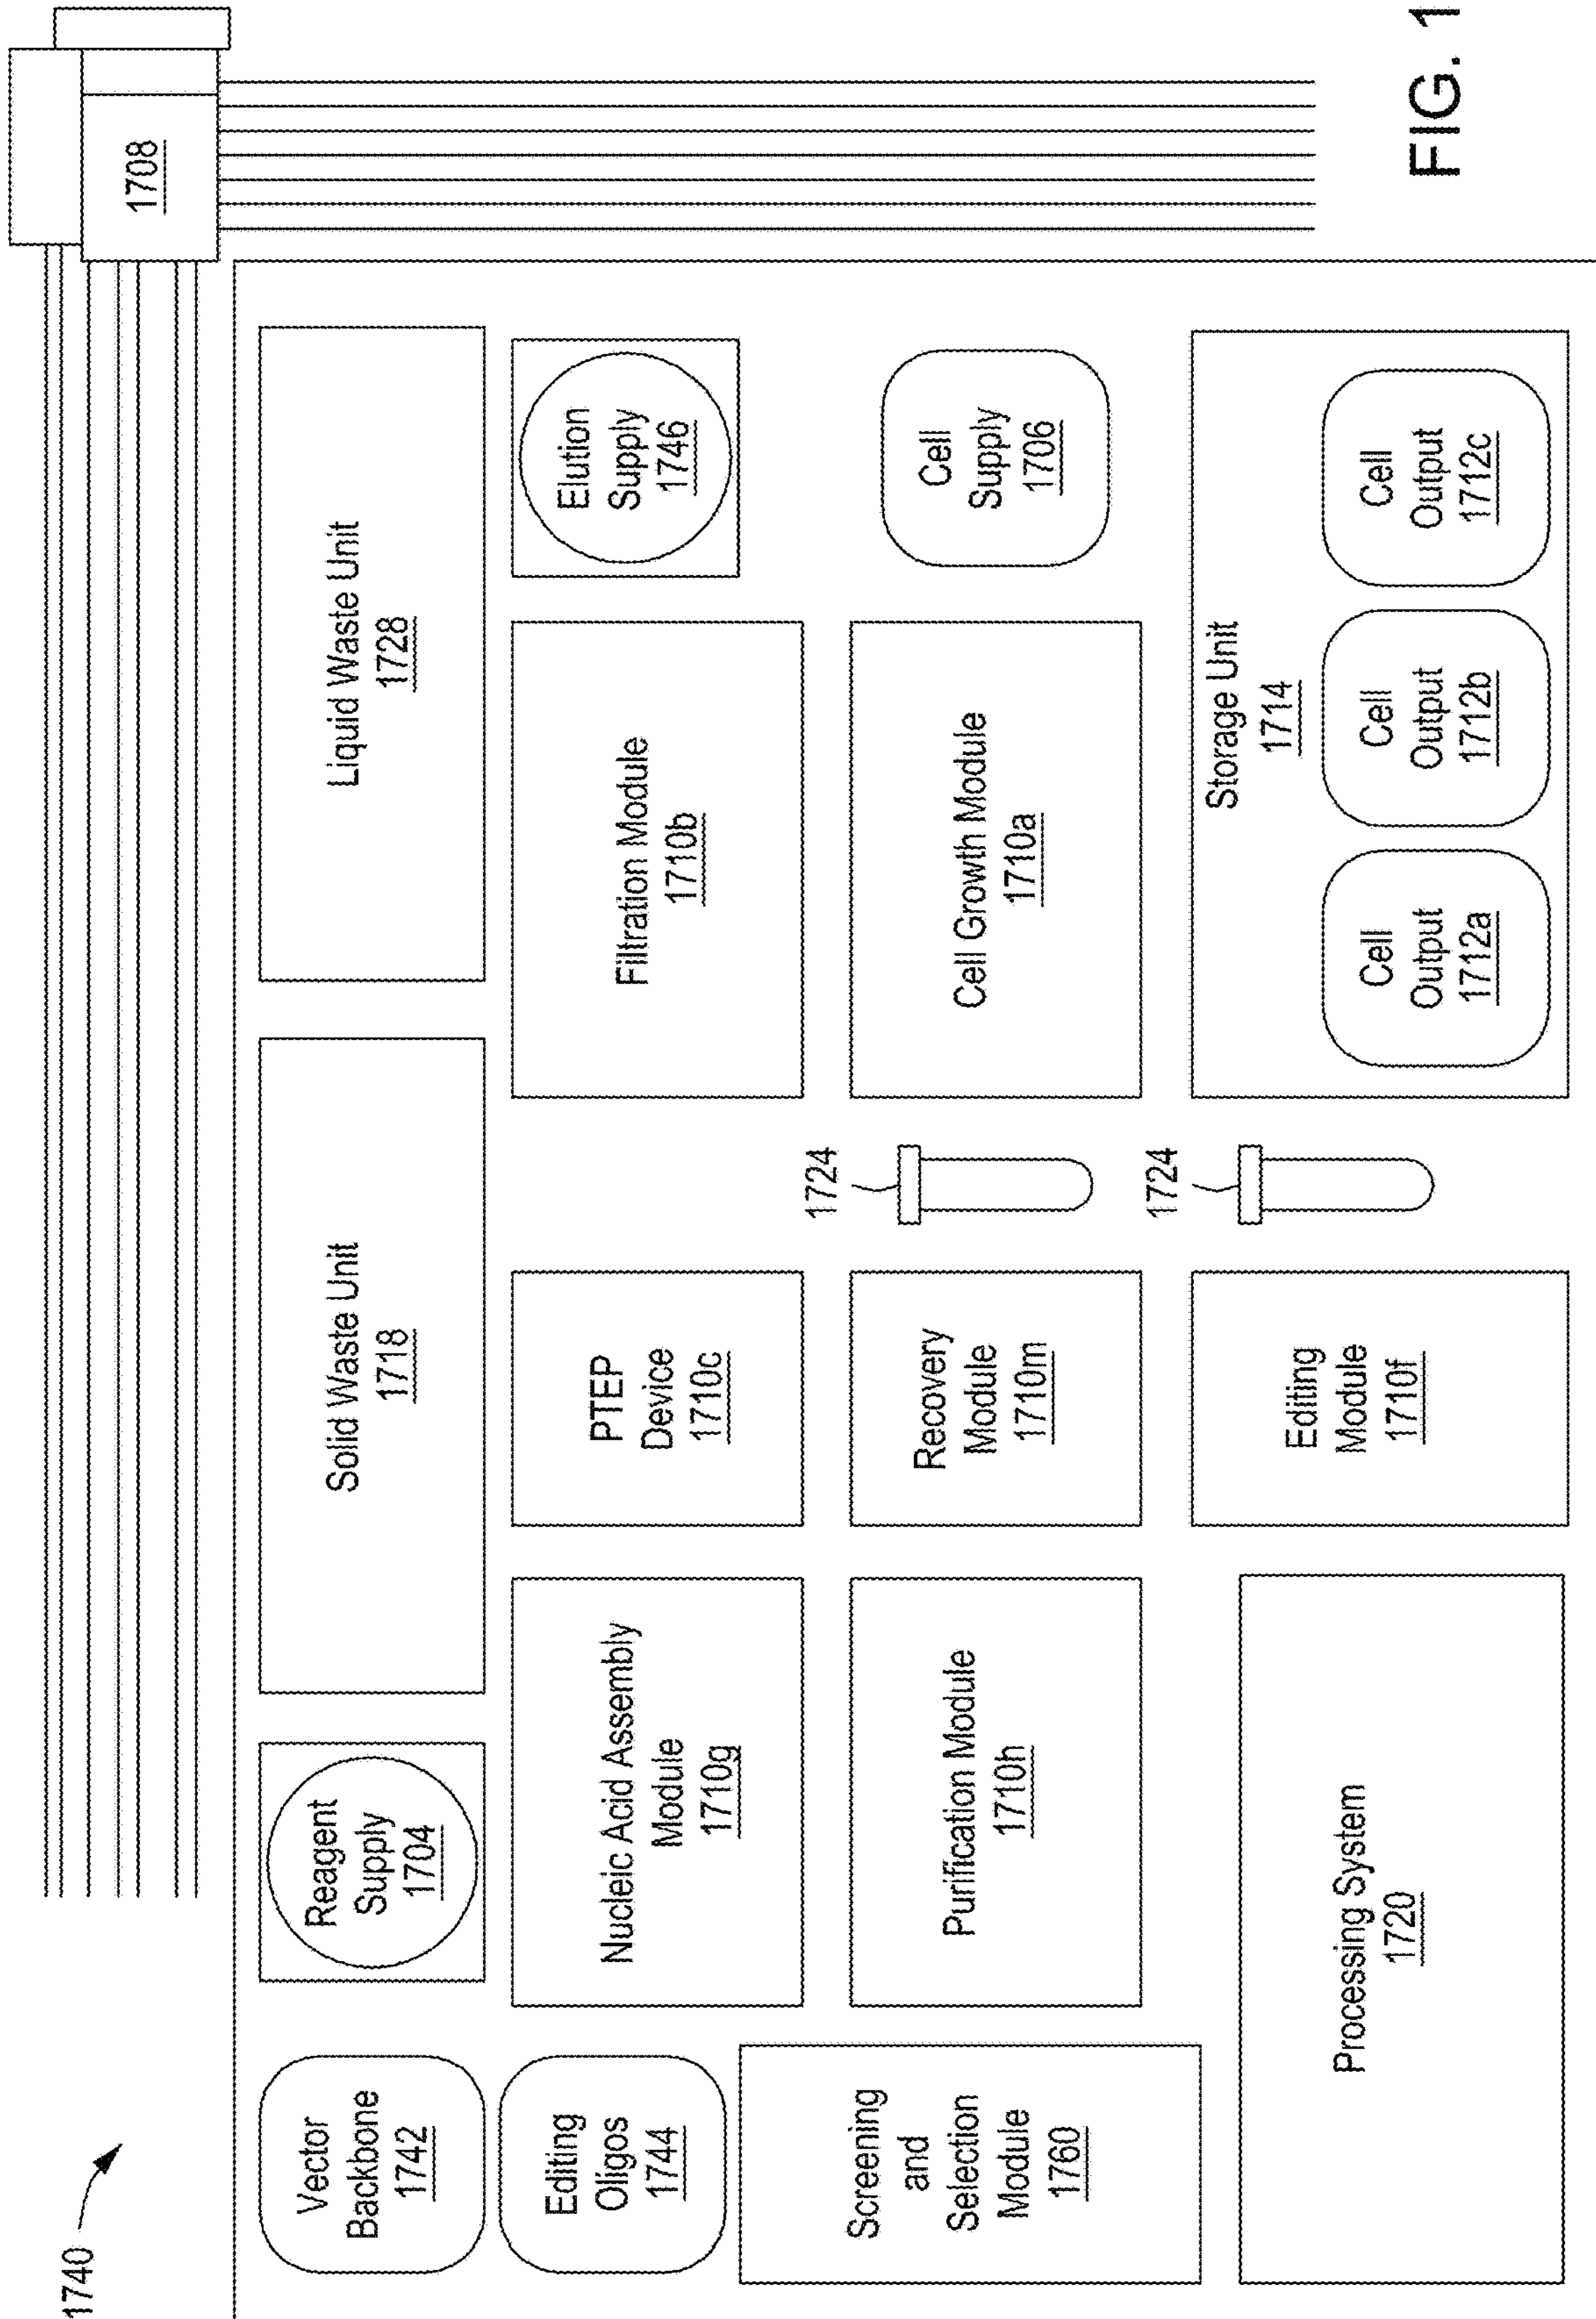 1740
1708
Vector
Backbone
1742
Reagent
Supply
1704
Solid Waste Unit
1718
Liquid Waste Unit
1728
Editing
Oligos
1744
Nucleic Acid Assembly
Module
1710g
PTEP
Device
1710c
Filtration Module
1710b
Elution
Supply
1746
Screening
and
Selection
Module
1760
Purification Module
1710h
Recovery
Module
1710m
1724
Cell Growth Module
1710a
Cell
Supply
1706
Processing System
1720
Editing
Module
1710f
1724
Storage Unit
1714
Cell
Output
1712a
Cell
Output
1712b
Cell
Output
1712c
FIG. 1